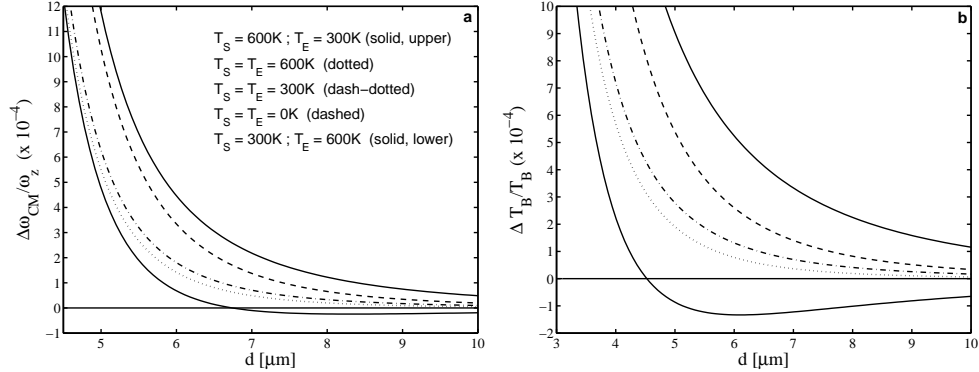 a
12
11
10
9
8
7
6
5
4
3
2
1
0
−1
Δω_CM/ω_z (x 10^−4)
T_S = 600K ; T_E = 300K (solid, upper)
T_S = T_E = 600K (dotted)
T_S = T_E = 300K (dash−dotted)
T_S = T_E = 0K (dashed)
T_S = 300K ; T_E = 600K (solid, lower)
5 6 7 8 9 10
d [μm]
b
10
9
8
7
6
5
4
3
2
1
0
−1
−2
Δ T_B/T_B (x 10^−4)
3 4 5 6 7 8 9 10
d [μm]